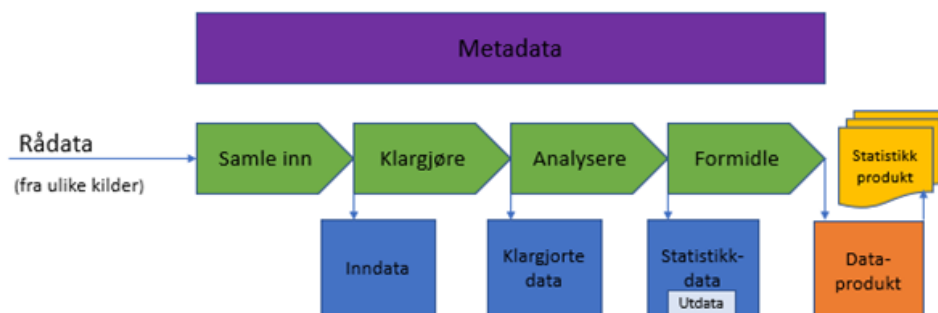 Metadata
Rådata
(fra ulike kilder)
Samle inn
Klargjøre
Analysere
Formidle
Statistikk
produkt
Inndata
Klargjorte
data
Statistikk-
data
Utdata
Data-
produkt